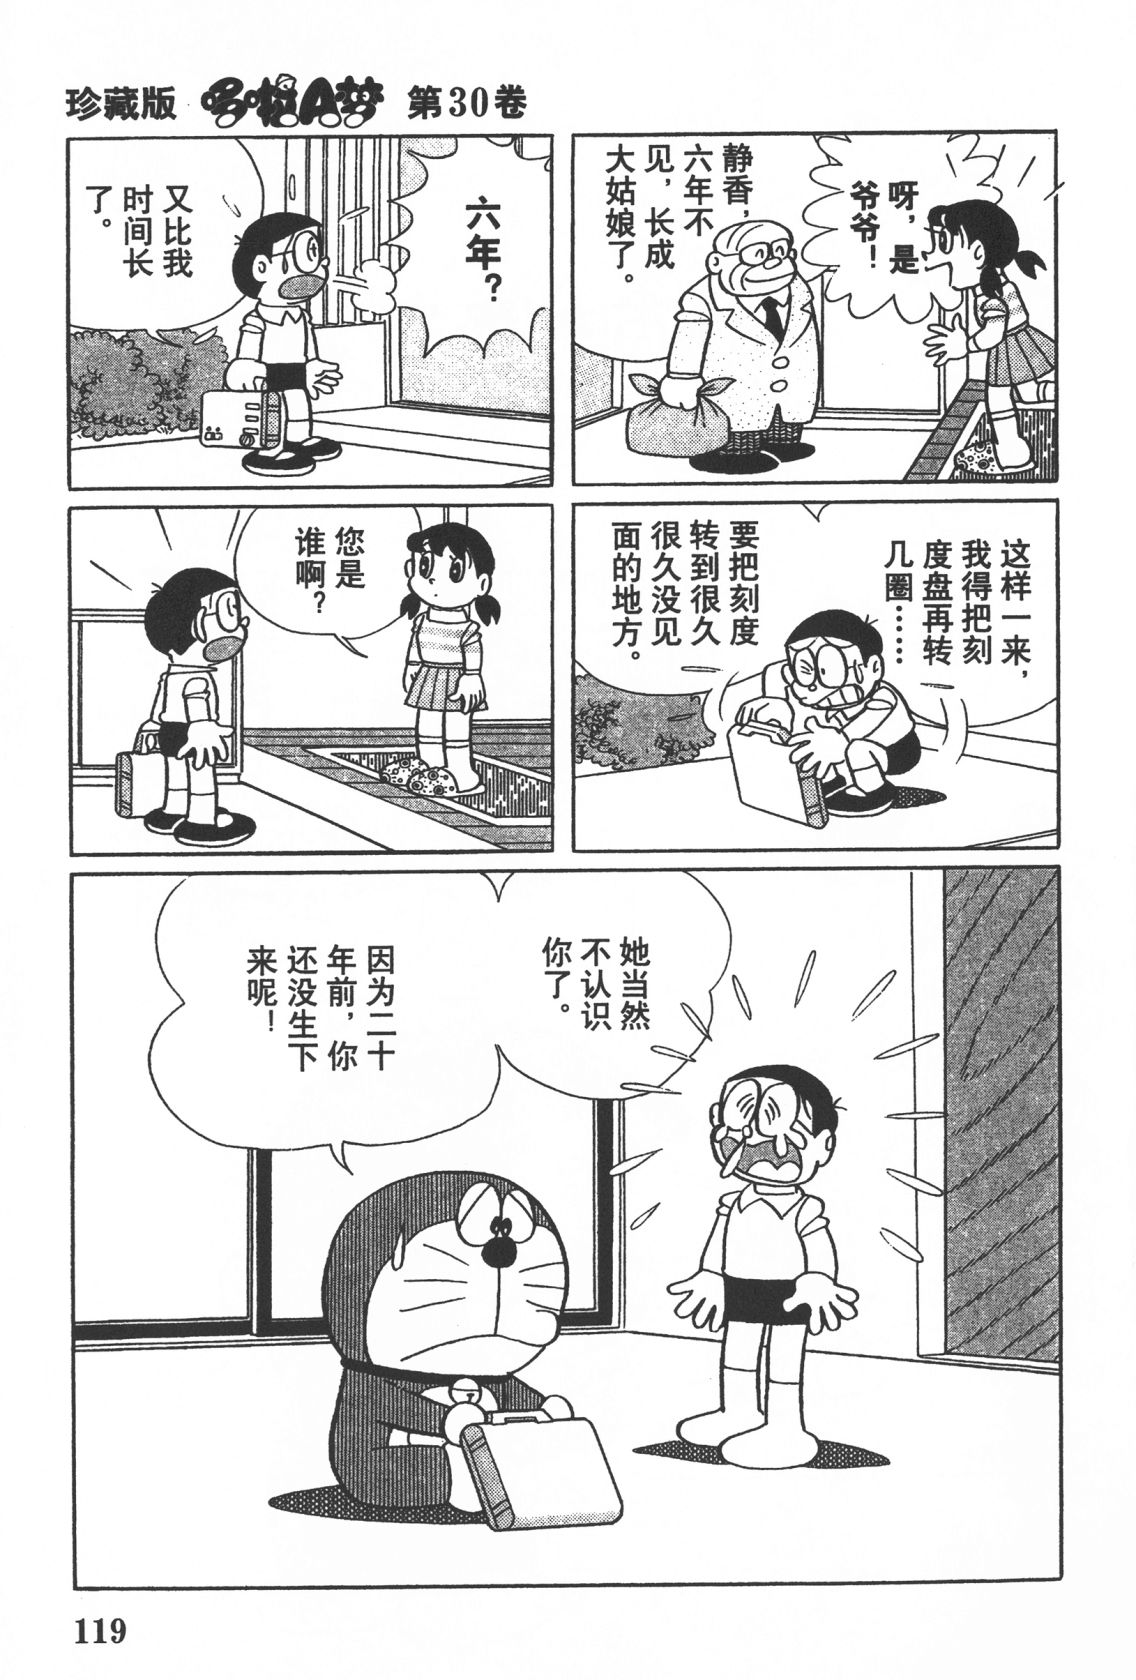 珍藏版 哆啦A梦 第30卷
呀，是
爷爷！
静香，
六年不
见，长成
大姑娘了。
六年？
又比我
时间长
了。
这样一来，
我得把刻
度盘再转
几圈……
要把刻度
转到很久
很久没见
面的地方。
您是
谁啊？
她当然
不认识
你了。
因为二十
年前，你
还没生下
来呢！
119